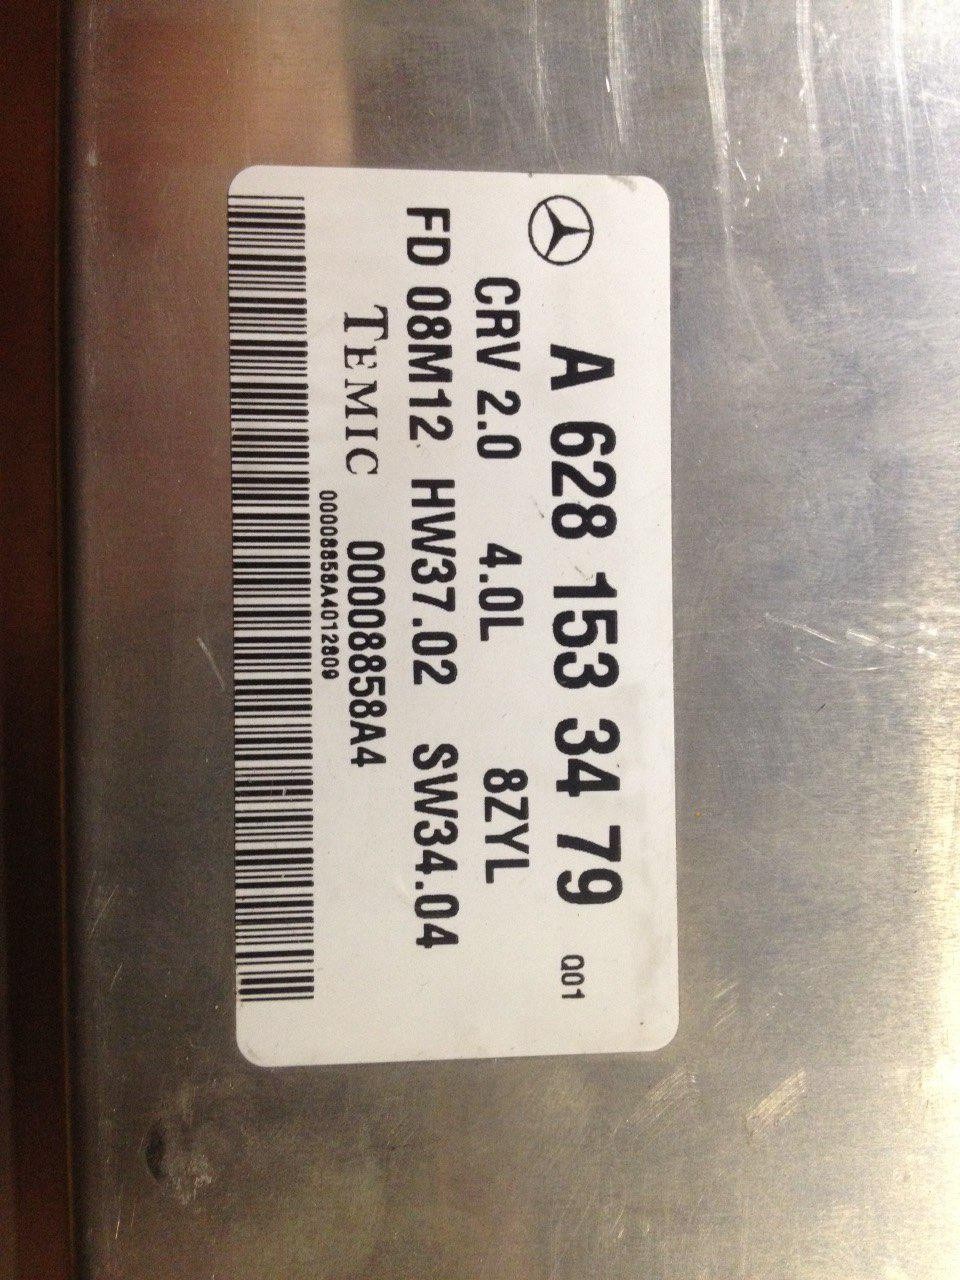 A 628 153 34 79 Q01
CRV 2.0 4.0L 8ZYL
FD 08M12 HW37.02 SW34.04
TEMIC 00008858A4
00008858A4012809